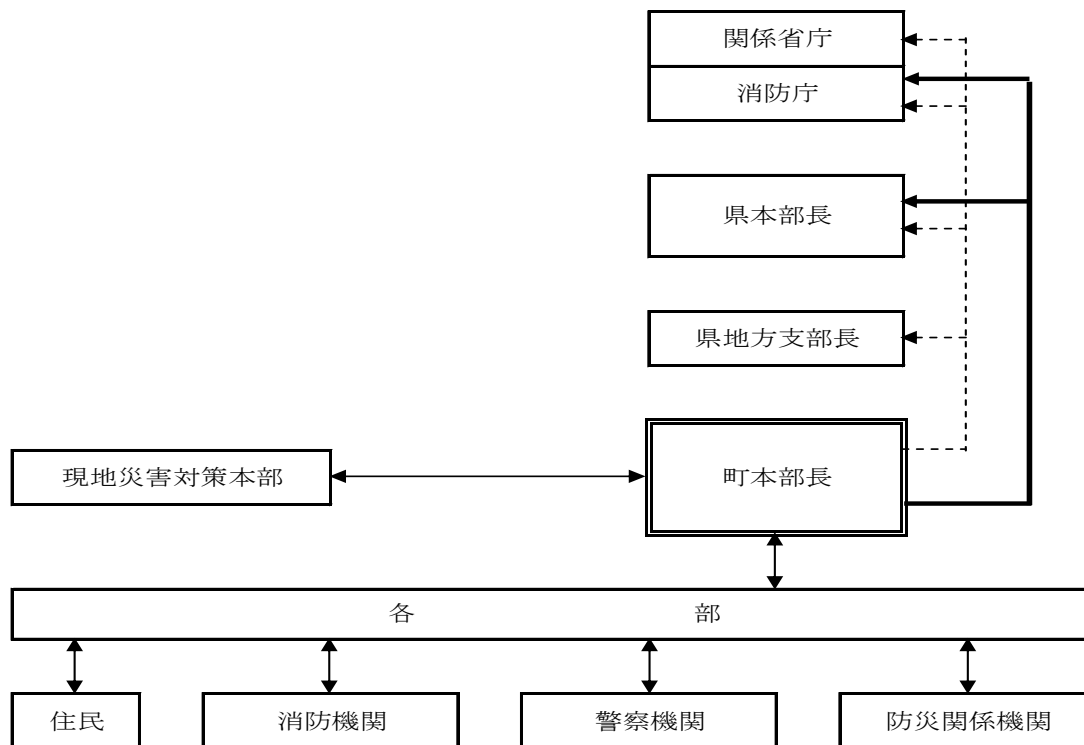 関係省庁
消防庁
県本部長
県地方支部長
現地災害対策本部
町本部長
各　　　　　　部
住民
消防機関
警察機関
防災関係機関